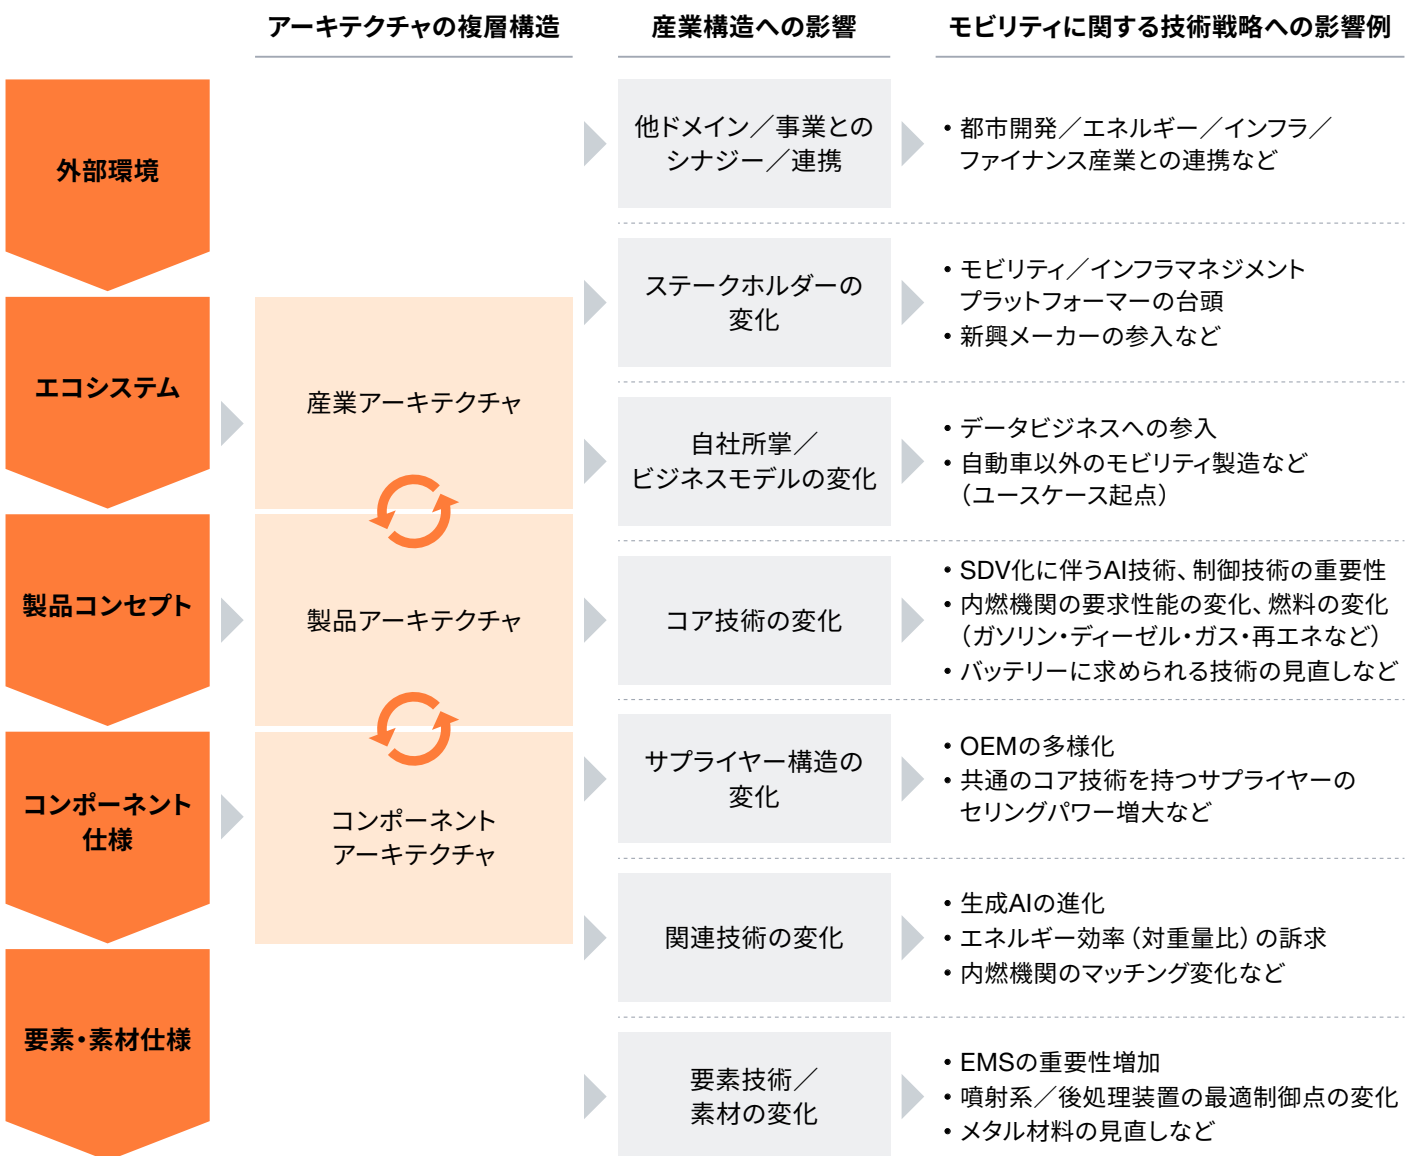 アーキテクチャの複層構造
産業構造への影響
モビリティに関する技術戦略への影響例
外部環境
エコシステム
製品コンセプト
コンポーネント
仕様
要素・素材仕様
産業アーキテクチャ
製品アーキテクチャ
コンポーネント
アーキテクチャ
他ドメイン／事業との
シナジー／連携
・都市開発／エネルギー／インフラ／
ファイナンス産業との連携など
ステークホルダーの
変化
・モビリティ／インフラマネジメント
プラットフォーマーの台頭
・新興メーカーの参入など
自社所掌／
ビジネスモデルの変化
・データビジネスへの参入
・自動車以外のモビリティ製造など
（ユースケース起点）
コア技術の変化
・SDV化に伴うAI技術、制御技術の重要性
・内燃機関の要求性能の変化、燃料の変化
（ガソリン・ディーゼル・ガス・再エネなど）
・バッテリーに求められる技術の見直しなど
サプライヤー構造の
変化
・OEMの多様化
・共通のコア技術を持つサプライヤーの
セリングパワー増大など
関連技術の変化
・生成AIの進化
・エネルギー効率（対重量比）の訴求
・内燃機関のマッチング変化など
要素技術／
素材の変化
・EMSの重要性増加
・噴射系／後処理装置の最適制御点の変化
・メタル材料の見直しなど